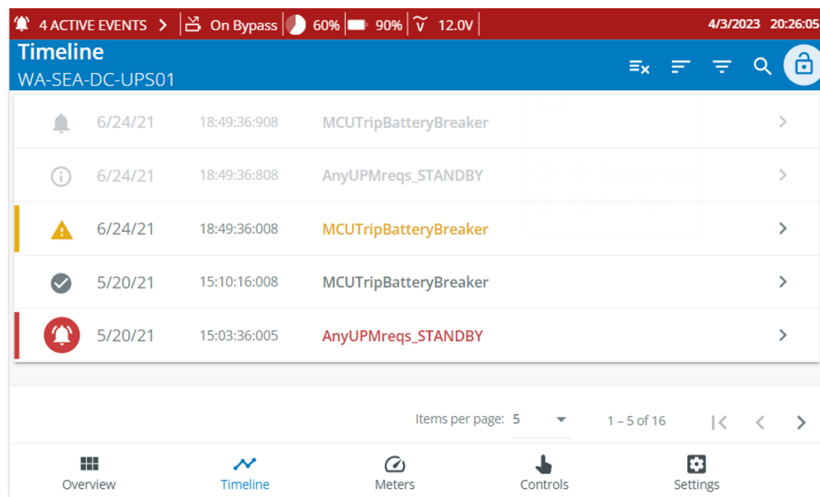 4 ACTIVE EVENTS On Bypass 60% 90% 12.0V 4/3/2023 20:26:05
Timeline
WA-SEA-DC-UPS01
6/24/21 18:49:36:908 MCUTripBatteryBreaker
6/24/21 18:49:36:808 AnyUPMreqs_STANDBY
6/24/21 18:49:36:008 MCUTripBatteryBreaker
5/20/21 15:10:16:008 MCUTripBatteryBreaker
5/20/21 15:03:36:005 AnyUPMreqs_STANDBY
Items per page: 5 1 – 5 of 16
Overview Timeline Meters Controls Settings